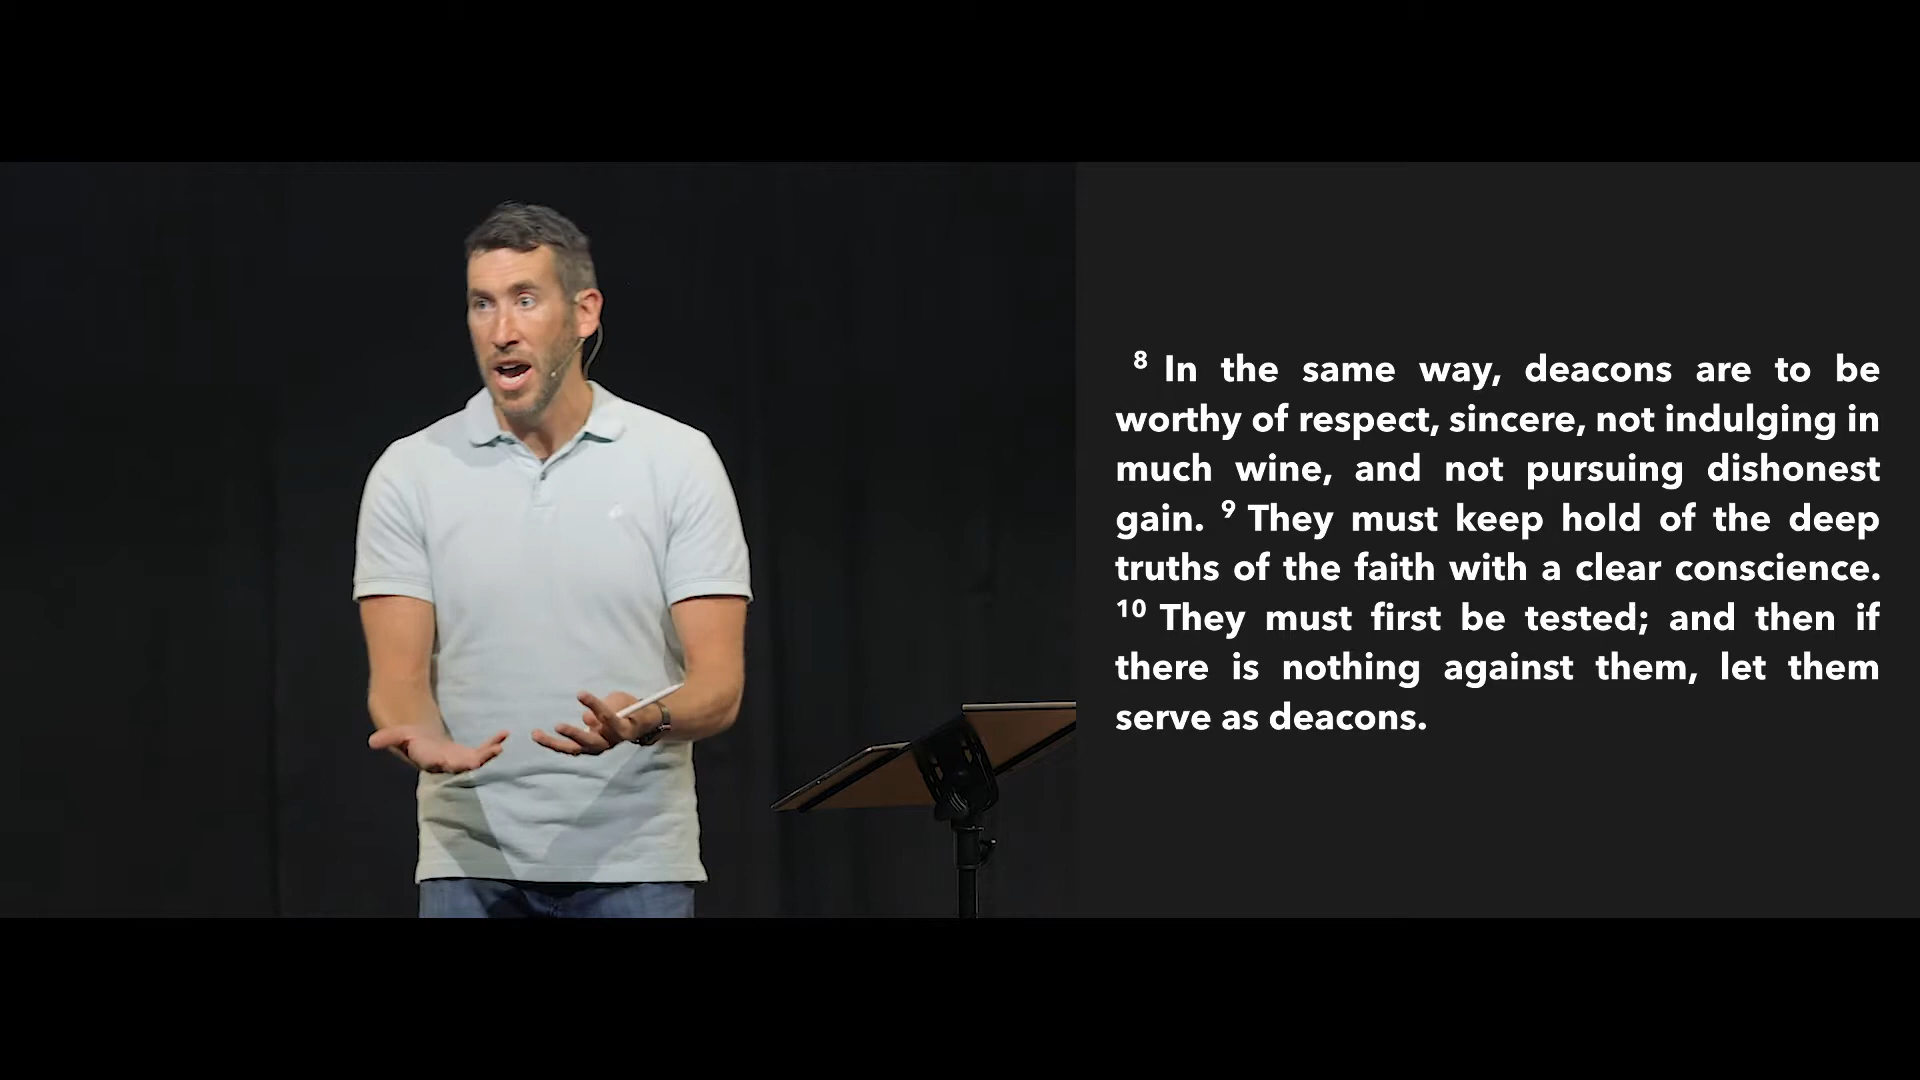 8 In the same way, deacons are to be
worthy of respect, sincere, not indulging in
much wine, and not pursuing dishonest
gain. 9 They must keep hold of the deep
truths of the faith with a clear conscience.
10 They must first be tested; and then if
there is nothing against them, let them
serve as deacons.